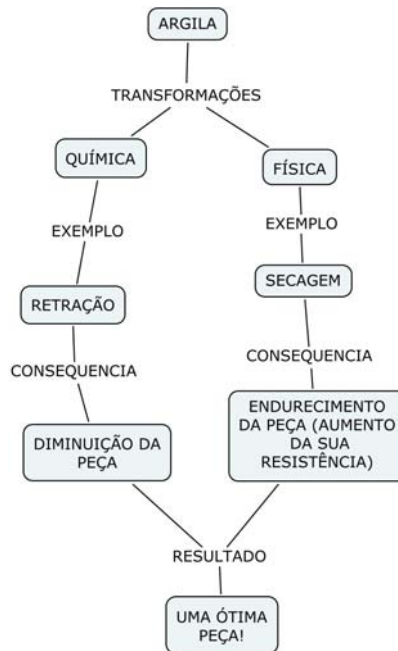 ARGILA
TRANSFORMAÇÕES
QUÍMICA
FÍSICA
EXEMPLO
EXEMPLO
RETRAÇÃO
SECAGEM
CONSEQUENCIA
CONSEQUENCIA
DIMINUIÇÃO DA
PEÇA
ENDURECIMENTO
DA PEÇA (AUMENTO
DA SUA
RESISTÊNCIA)
RESULTADO
UMA ÓTIMA
PEÇA!